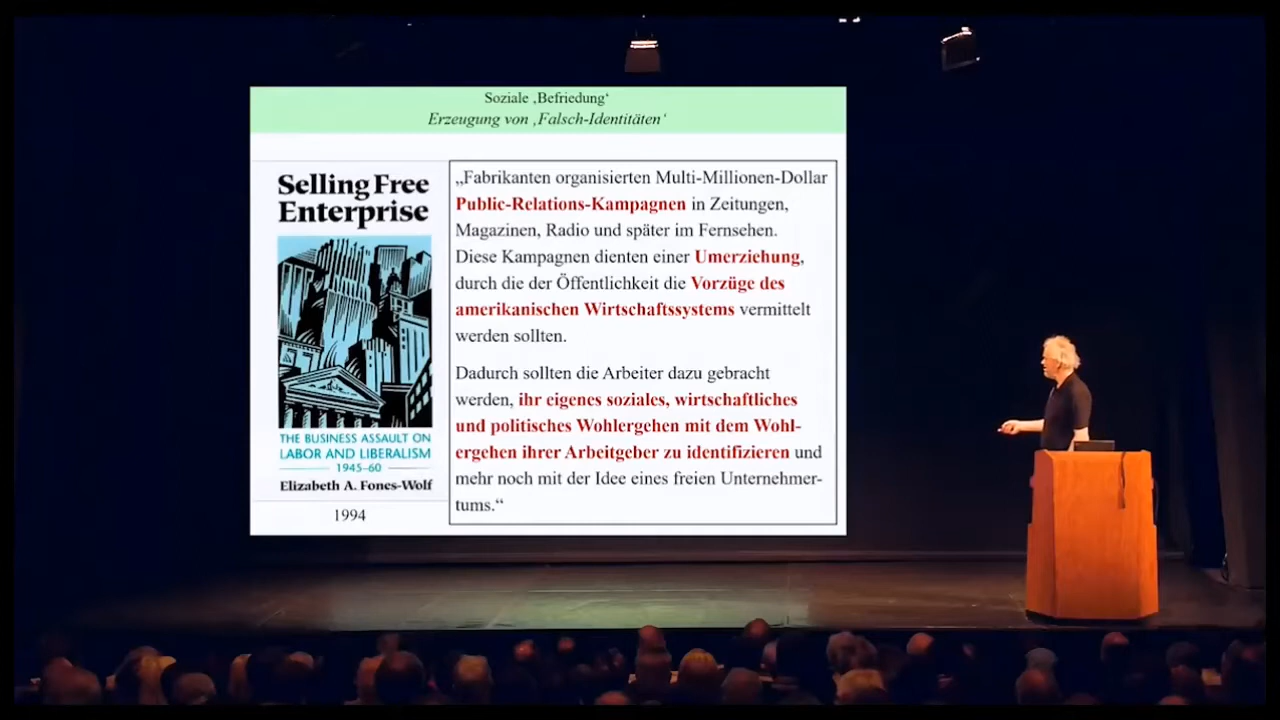 Soziale ‚Befriedung‘
Erzeugung von ‚Falsch-Identitäten‘
Selling Free
Enterprise
THE BUSINESS ASSAULT ON
LABOR AND LIBERALISM
1945–60
Elizabeth A. Fones-Wolf
1994
„Fabrikanten organisierten Multi-Millionen-Dollar
Public-Relations-Kampagnen in Zeitungen,
Magazinen, Radio und später im Fernsehen.
Diese Kampagnen dienten einer Umerziehung,
durch die der Öffentlichkeit die Vorzüge des
amerikanischen Wirtschaftssystems vermittelt
werden sollten.
Dadurch sollten die Arbeiter dazu gebracht
werden, ihr eigenes soziales, wirtschaftliches
und politisches Wohlergehen mit dem Wohl-
ergehen ihrer Arbeitgeber zu identifizieren und
mehr noch mit der Idee eines freien Unternehmer-
tums.“